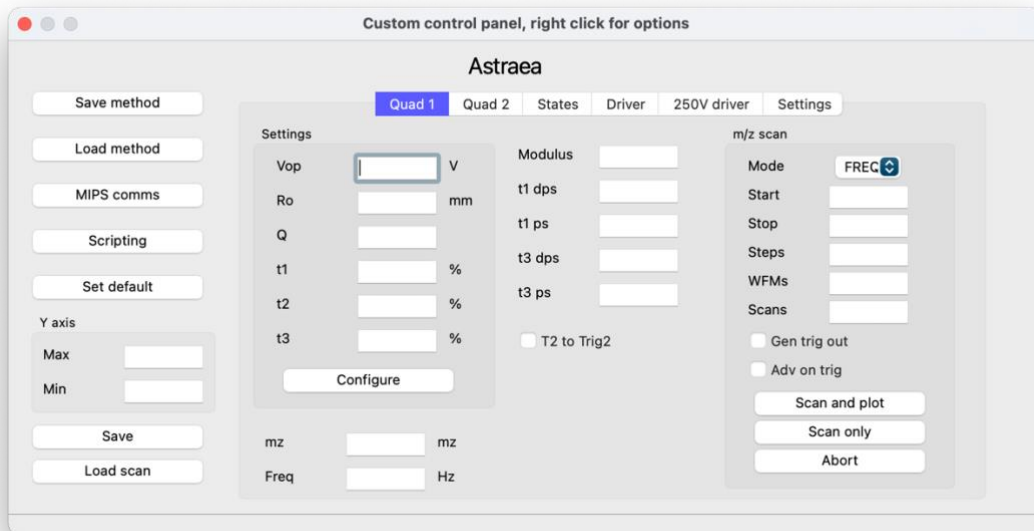 Custom control panel, right click for options
Astraea
Save method
Load method
MIPS comms
Scripting
Set default
Y axis
Max
Min
Save
Load scan
Quad 1 Quad 2 States Driver 250V driver Settings
Settings
Vop V
Ro mm
Q
t1 %
t2 %
t3 %
Configure
mz mz
Freq Hz
Modulus
t1 dps
t1 ps
t3 dps
t3 ps
T2 to Trig2
m/z scan
Mode FREQ
Start
Stop
Steps
WFMs
Scans
Gen trig out
Adv on trig
Scan and plot
Scan only
Abort